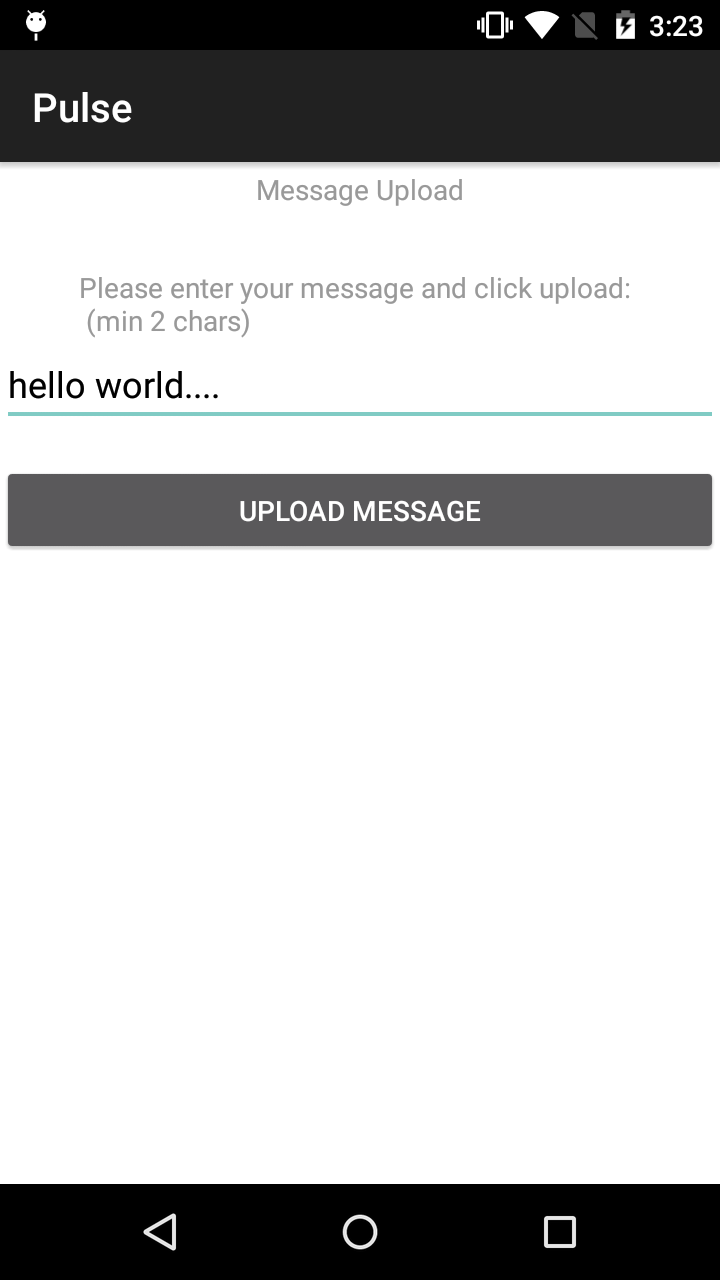 3:23
Pulse
Message Upload
Please enter your message and click upload:
(min 2 chars)
hello world....
UPLOAD MESSAGE